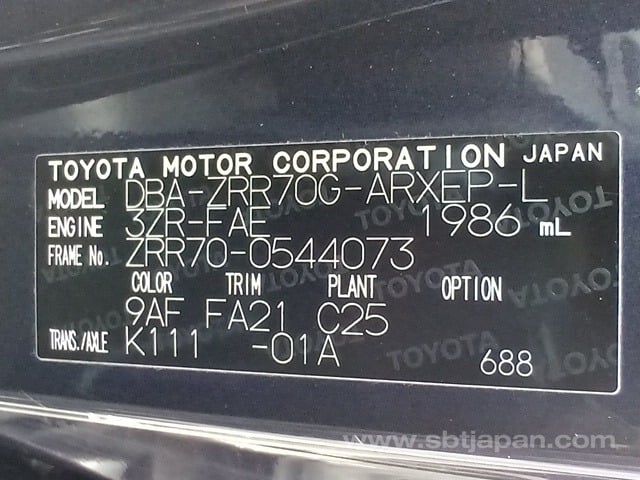 TOYOTA MOTOR CORPORATION JAPAN
MODEL DBA-ZRR70G-ARXEP-L
ENGINE 3ZR-FAE 1986 mL
FRAME No. ZRR70-0544073
COLOR TRIM PLANT OPTION
9AF FA21 C25
TRANS./AXLE K111 -01A 688
www.sbtjapan.com